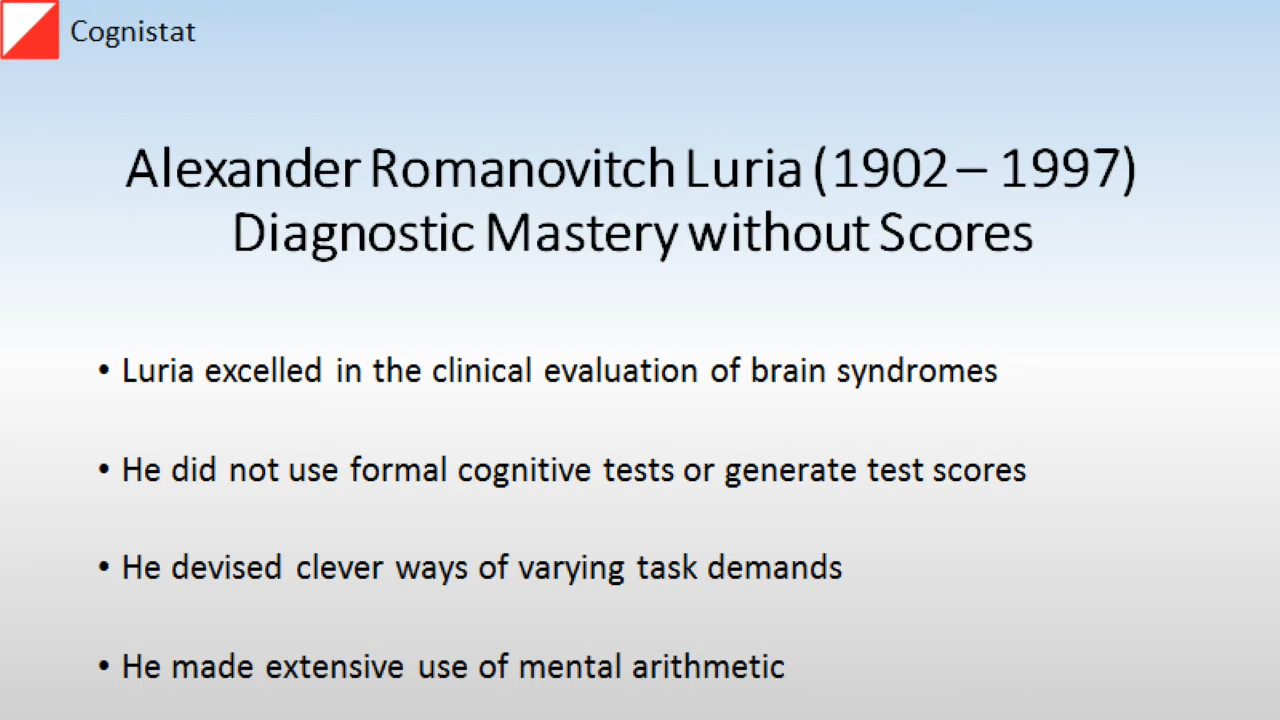 Cognistat
Alexander Romanovitch Luria (1902 – 1997)
Diagnostic Mastery without Scores
• Luria excelled in the clinical evaluation of brain syndromes
• He did not use formal cognitive tests or generate test scores
• He devised clever ways of varying task demands
• He made extensive use of mental arithmetic